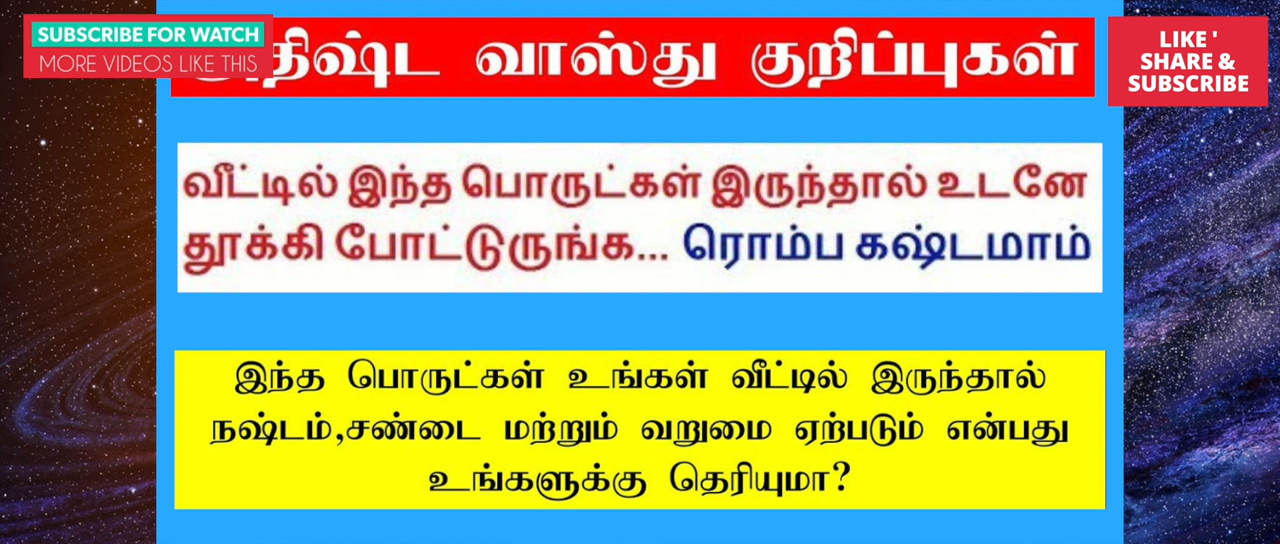 SUBSCRIBE FOR WATCH
MORE VIDEOS LIKE THIS
வாஸ்து குறிப்புகள்
LIKE '
SHARE &
SUBSCRIBE
வீட்டில் இந்த பொருட்கள் இருந்தால் உடனே
தூக்கி போட்டுருங்க... ரொம்ப கஷ்டமாம்
இந்த பொருட்கள் உங்கள் வீட்டில் இருந்தால்
நஷ்டம்,சண்டை மற்றும் வறுமை ஏற்படும் என்பது
உங்களுக்கு தெரியுமா?